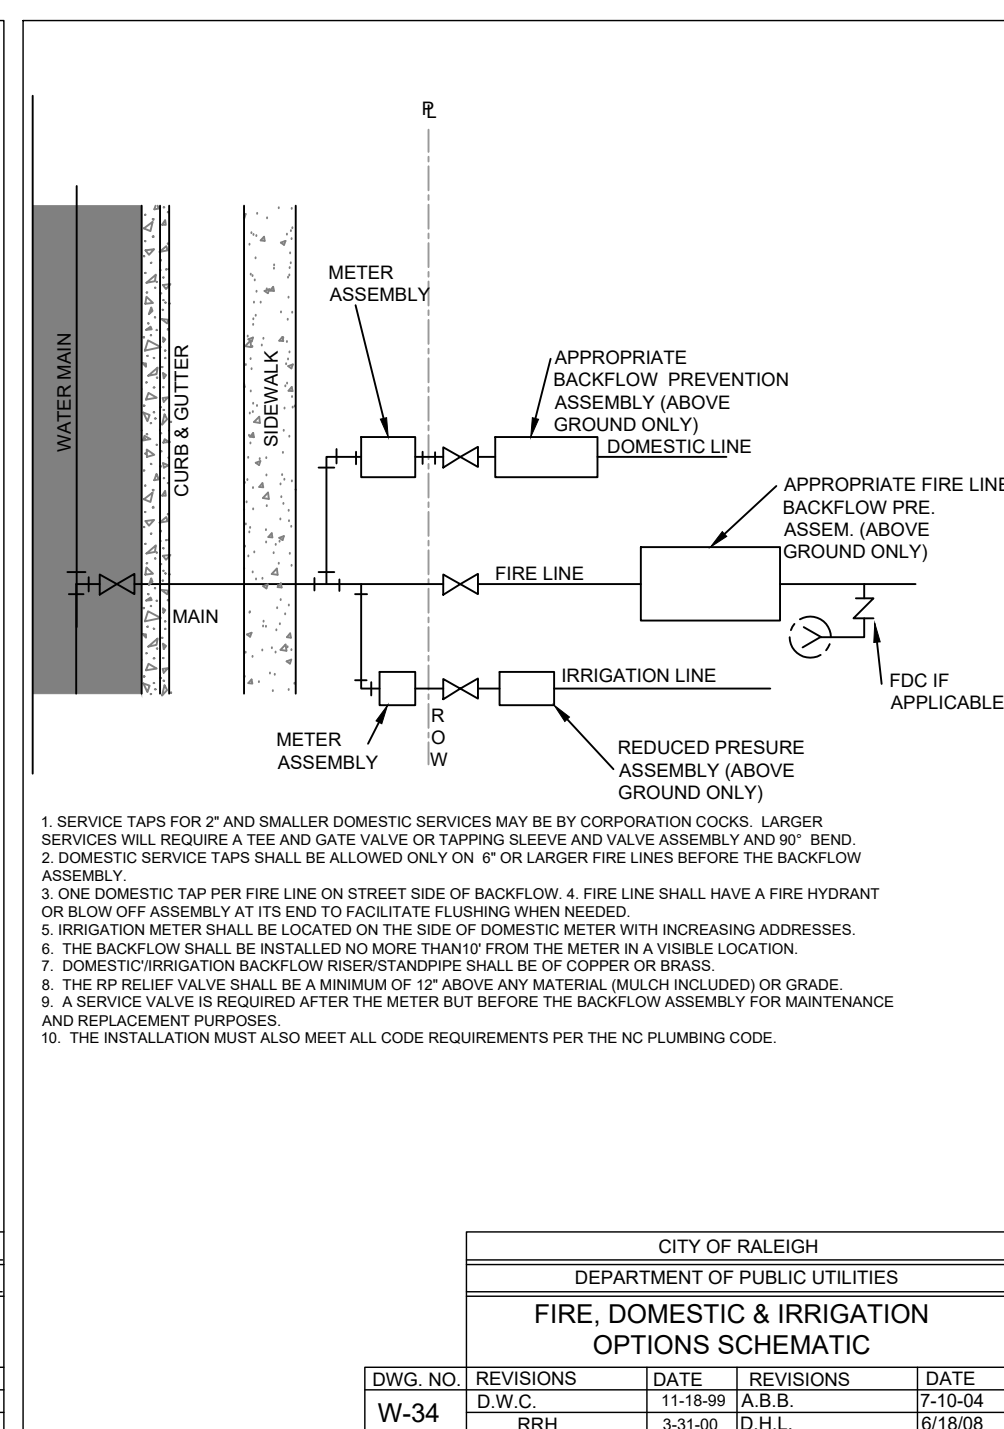 PL
METER
ASSEMBLY
APPROPRIATE
BACKFLOW PREVENTION
ASSEMBLY (ABOVE
GROUND ONLY)
DOMESTIC LINE
WATER MAIN
CURB & GUTTER
SIDEWALK
APPROPRIATE FIRE LINE
BACKFLOW PRE.
ASSEM. (ABOVE
GROUND ONLY)
FIRE LINE
MAIN
IRRIGATION LINE
FDC IF
APPLICABLE
METER
ASSEMBLY
R
O
W
REDUCED PRESURE
ASSEMBLY (ABOVE
GROUND ONLY)
1. SERVICE TAPS FOR 2" AND SMALLER DOMESTIC SERVICES MAY BE BY CORPORATION COCKS. LARGER
SERVICES WILL REQUIRE A TEE AND GATE VALVE OR TAPPING SLEEVE AND VALVE ASSEMBLY AND 90° BEND.
2. DOMESTIC SERVICE TAPS SHALL BE ALLOWED ONLY ON 6" OR LARGER FIRE LINES BEFORE THE BACKFLOW
ASSEMBLY.
3. ONE DOMESTIC TAP PER FIRE LINE ON STREET SIDE OF BACKFLOW. 4. FIRE LINE SHALL HAVE A FIRE HYDRANT
OR BLOW OFF ASSEMBLY AT ITS END TO FACILITATE FLUSHING WHEN NEEDED.
5. IRRIGATION METER SHALL BE LOCATED ON THE SIDE OF DOMESTIC METER WITH INCREASING ADDRESSES.
6. THE BACKFLOW SHALL BE INSTALLED NO MORE THAN10' FROM THE METER IN A VISIBLE LOCATION.
7. DOMESTIC'/IRRIGATION BACKFLOW RISER/STANDPIPE SHALL BE OF COPPER OR BRASS.
8. THE RP RELIEF VALVE SHALL BE A MINIMUM OF 12" ABOVE ANY MATERIAL (MULCH INCLUDED) OR GRADE.
9. A SERVICE VALVE IS REQUIRED AFTER THE METER BUT BEFORE THE BACKFLOW ASSEMBLY FOR MAINTENANCE
AND REPLACEMENT PURPOSES.
10. THE INSTALLATION MUST ALSO MEET ALL CODE REQUIREMENTS PER THE NC PLUMBING CODE.
CITY OF RALEIGH
DEPARTMENT OF PUBLIC UTILITIES
FIRE, DOMESTIC & IRRIGATION
OPTIONS SCHEMATIC
DWG. NO. REVISIONS DATE REVISIONS DATE
W-34 D.W.C. 11-18-99 A.B.B. 7-10-04
RRH 3-31-00 D.H.L. 6/18/08